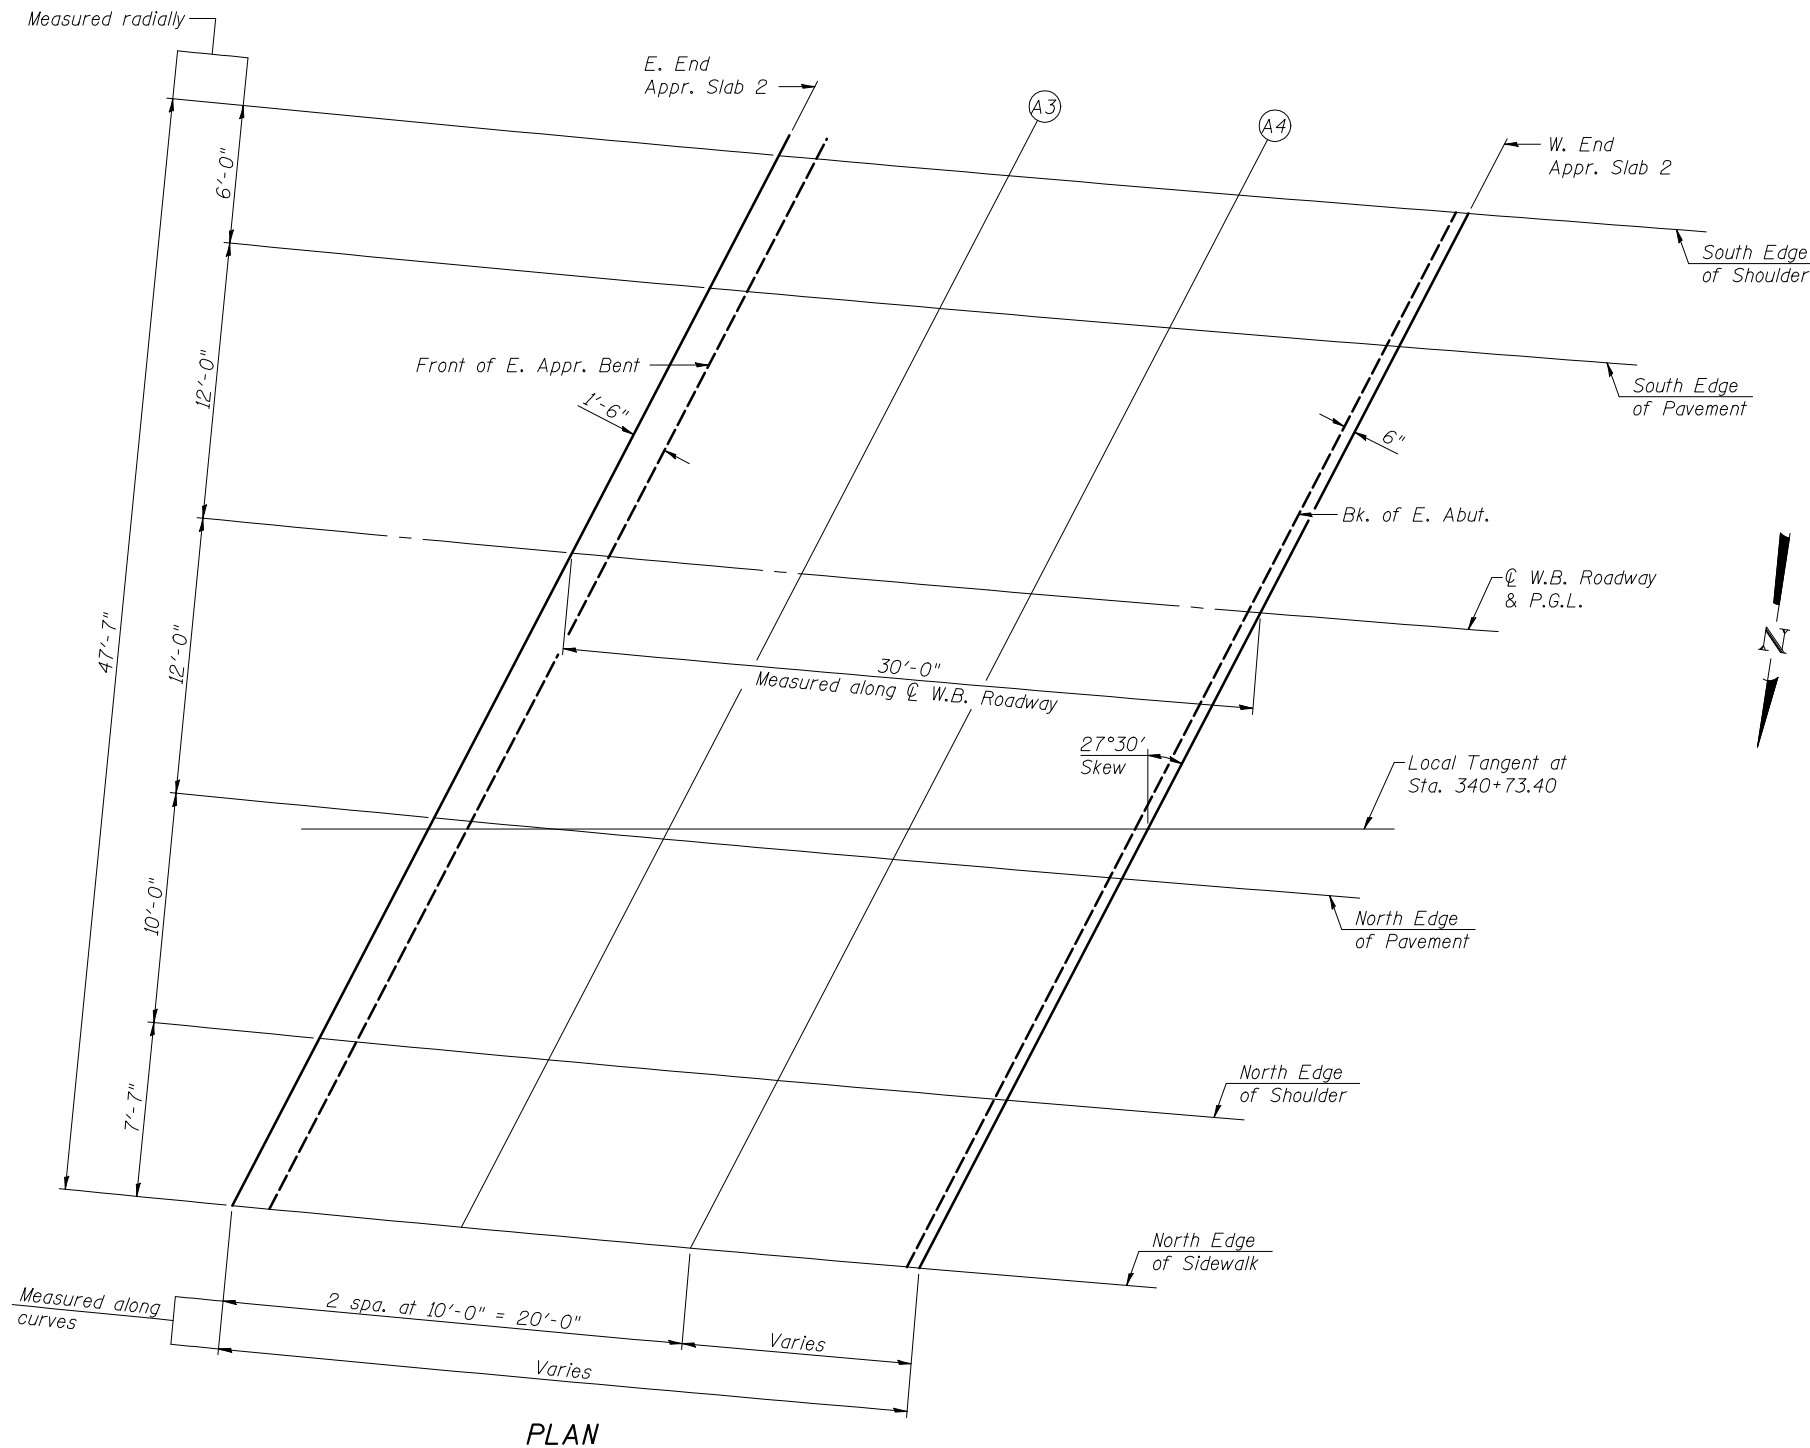 Measured radially
E. End
Appr. Slab 2
A3
A4
W. End
Appr. Slab 2
6'-0"
South Edge
of Shoulder
12'-0"
Front of E. Appr. Bent
1'-6"
South Edge
of Pavement
6"
Bk. of E. Abut.
℄ W.B. Roadway
& P.G.L.
47'-7"
12'-0"
30'-0"
Measured along ℄ W.B. Roadway
N
27°30'
Skew
Local Tangent at
Sta. 340+73.40
10'-0"
North Edge
of Pavement
7'-7"
North Edge
of Shoulder
North Edge
of Sidewalk
Measured along
curves
2 spa. at 10'-0" = 20'-0"
Varies
Varies
PLAN